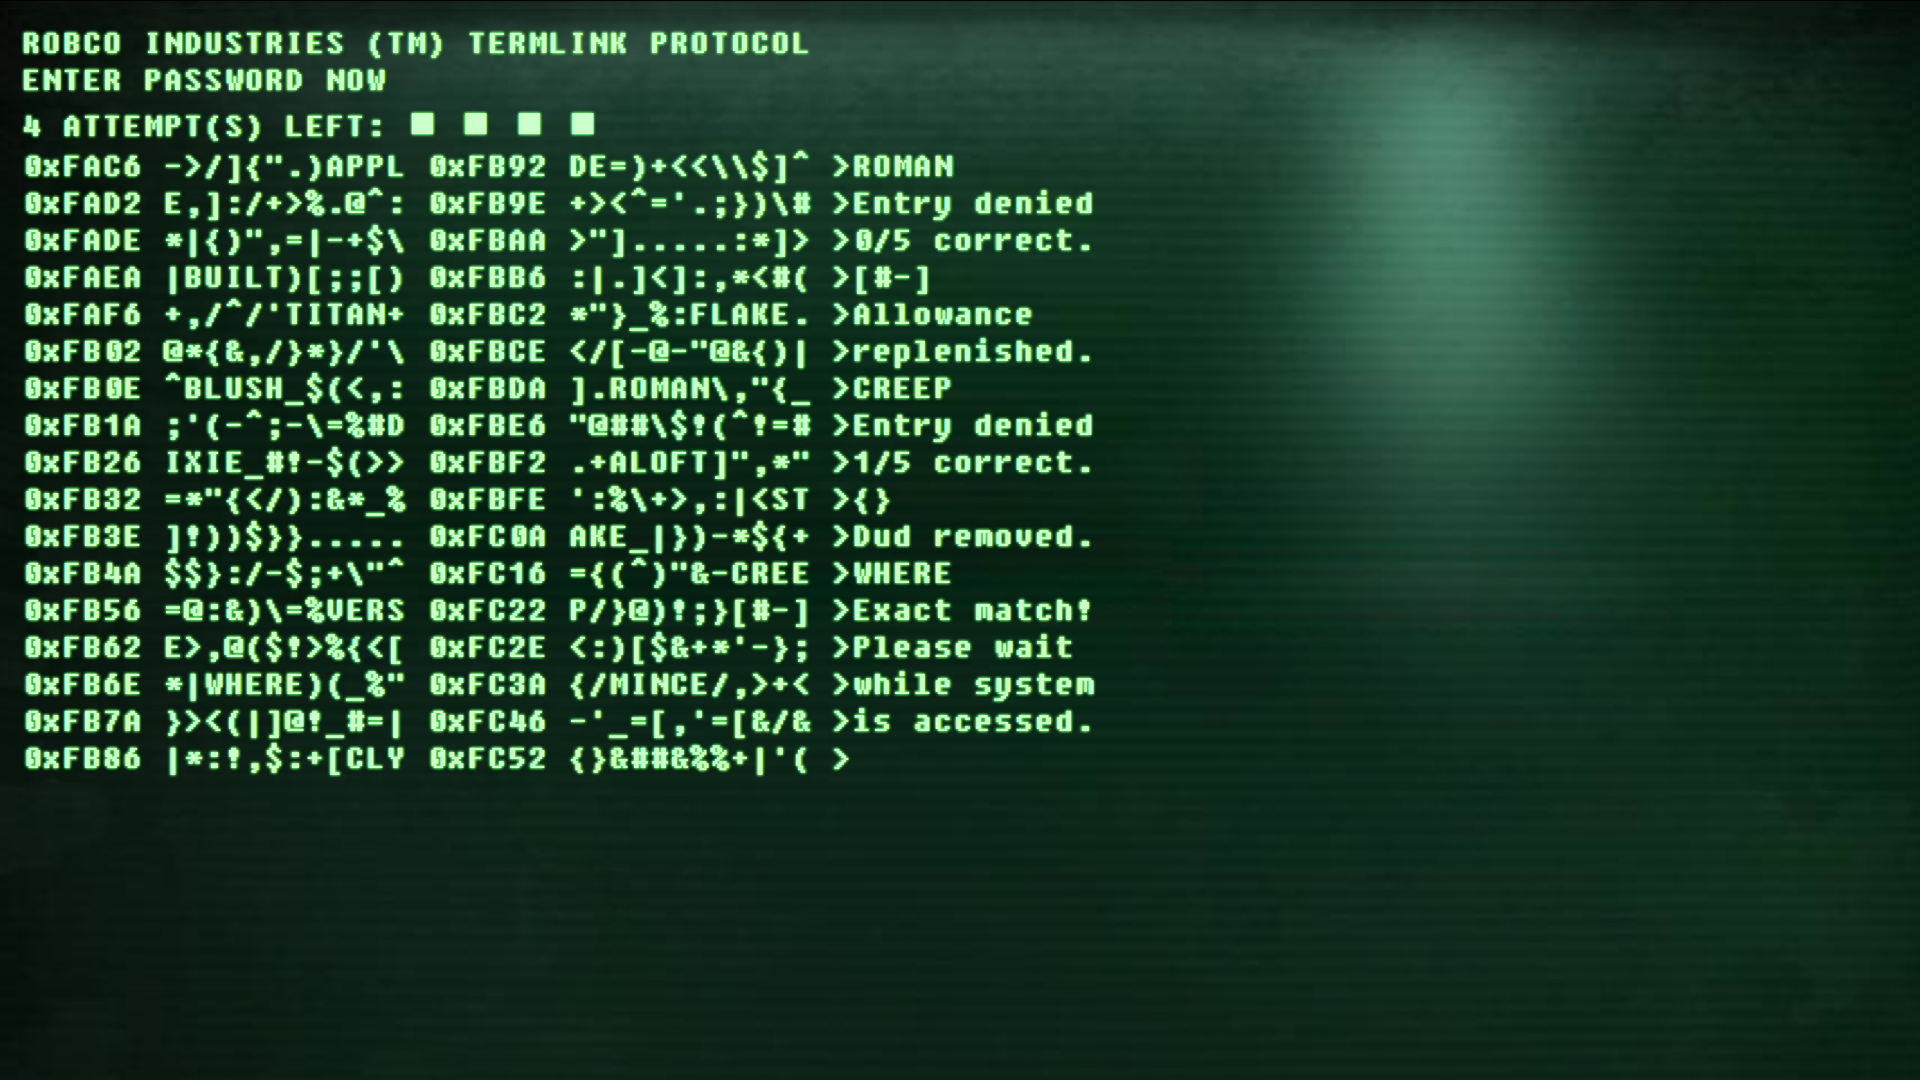 ROBCO INDUSTRIES (TM) TERMLINK PROTOCOL
ENTER PASSWORD NOW
4 ATTEMPT(S) LEFT: ■ ■ ■ ■
0xFAC6 ->/]{".)APPL 0xFB92 DE=)+<<\\$]^ >ROMAN
0xFAD2 E,]:/+>%.@^: 0xFB9E +><^='.;})\# >Entry denied
0xFADE *|{)",=|-+$\ 0xFBAA >"].....:*]> >0/5 correct.
0xFAEA |BUILT)[;;[) 0xFBB6 :|.]<]:,*<#( >[#-]
0xFAF6 +,/^/'TITAN+ 0xFBC2 *"}_%:FLAKE. >Allowance
0xFB02 @*{&,/}*}/'\ 0xFBCE </[-@-"@&{)| >replenished.
0xFB0E ^BLUSH_$(<,: 0xFBDA ].ROMAN\,"{_ >CREEP
0xFB1A ;'(-^;-\=%#D 0xFBE6 "@##\$!(^!=# >Entry denied
0xFB26 IXIE_#!-$(>> 0xFBF2 .+ALOFT]",*" >1/5 correct.
0xFB32 =*"{</):&*_% 0xFBFE ':%\+>,:|<ST >{}
0xFB3E ]!))$}}..... 0xFC0A AKE_|})-*${+ >Dud removed.
0xFB4A $$}:/-$;+\"^ 0xFC16 ={(^)"&-CREE >WHERE
0xFB56 =@:&)\=%VERS 0xFC22 P/}@)!;}[#-] >Exact match!
0xFB62 E>,@($!>%{<[ 0xFC2E <:)[$&+*'-}; >Please wait
0xFB6E *|WHERE)(_%" 0xFC3A {/MINCE/,>+< >while system
0xFB7A }><(|]@!_#=| 0xFC46 -'_=[,'=[&/& >is accessed.
0xFB86 |*:!,$:+[CLY 0xFC52 {}&##&%%+|'( >